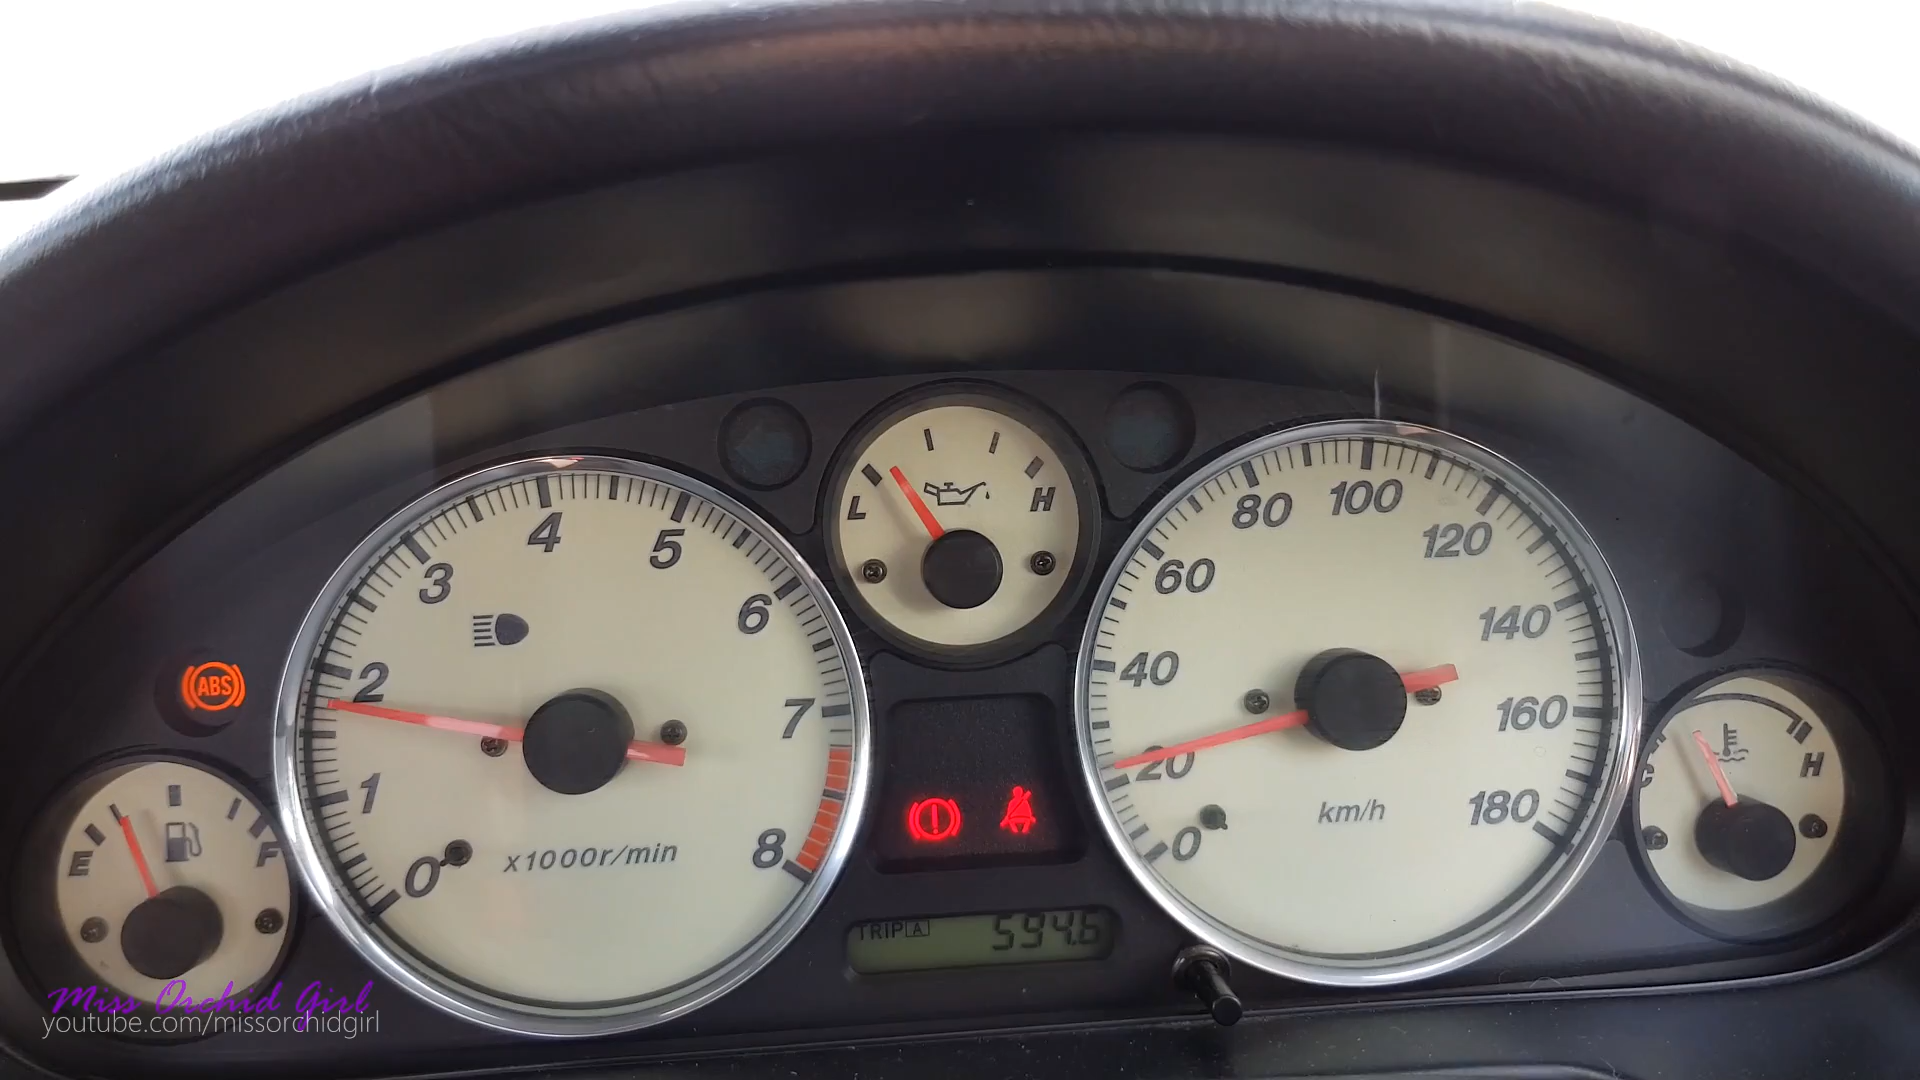 80 100
4 120
5
60
3
L H
6
140
40
2
ABS
7 160
20
H
1
C
km/h
180
E F
0 x1000r/min 8 0
TRIP A 594.6
Miss Orchid Girl
youtube.com/missorchidgirl